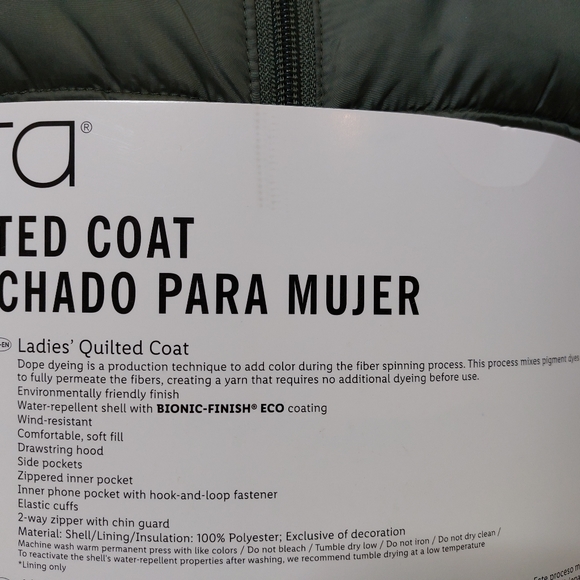 ra®
TED COAT
CHADO PARA MUJER
-EN Ladies' Quilted Coat
Dope dyeing is a production technique to add color during the fiber spinning process. This process mixes pigment dyes
to fully permeate the fibers, creating a yarn that requires no additional dyeing before use.
Environmentally friendly finish
Water-repellent shell with BIONIC-FINISH® ECO coating
Wind-resistant
Comfortable, soft fill
Drawstring hood
Side pockets
Zippered inner pocket
Inner phone pocket with hook-and-loop fastener
Elastic cuffs
2-way zipper with chin guard
Material: Shell/Lining/Insulation: 100% Polyester; Exclusive of decoration
Machine wash warm permanent press with like colors / Do not bleach / Tumble dry low / Do not iron / Do not dry clean /
To reactivate the shell's water-repellent properties after washing, we recommend tumble drying at a low temperature
*Lining only
Este proceso m